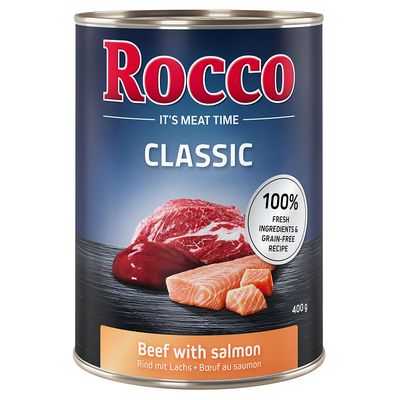 ROCCO
IT'S MEAT TIME
CLASSIC
100%
FRESH
INGREDIENTS &
GRAIN-FREE
RECIPE
400 g
Beef with salmon
Rind mit Lachs • Bœuf au saumon